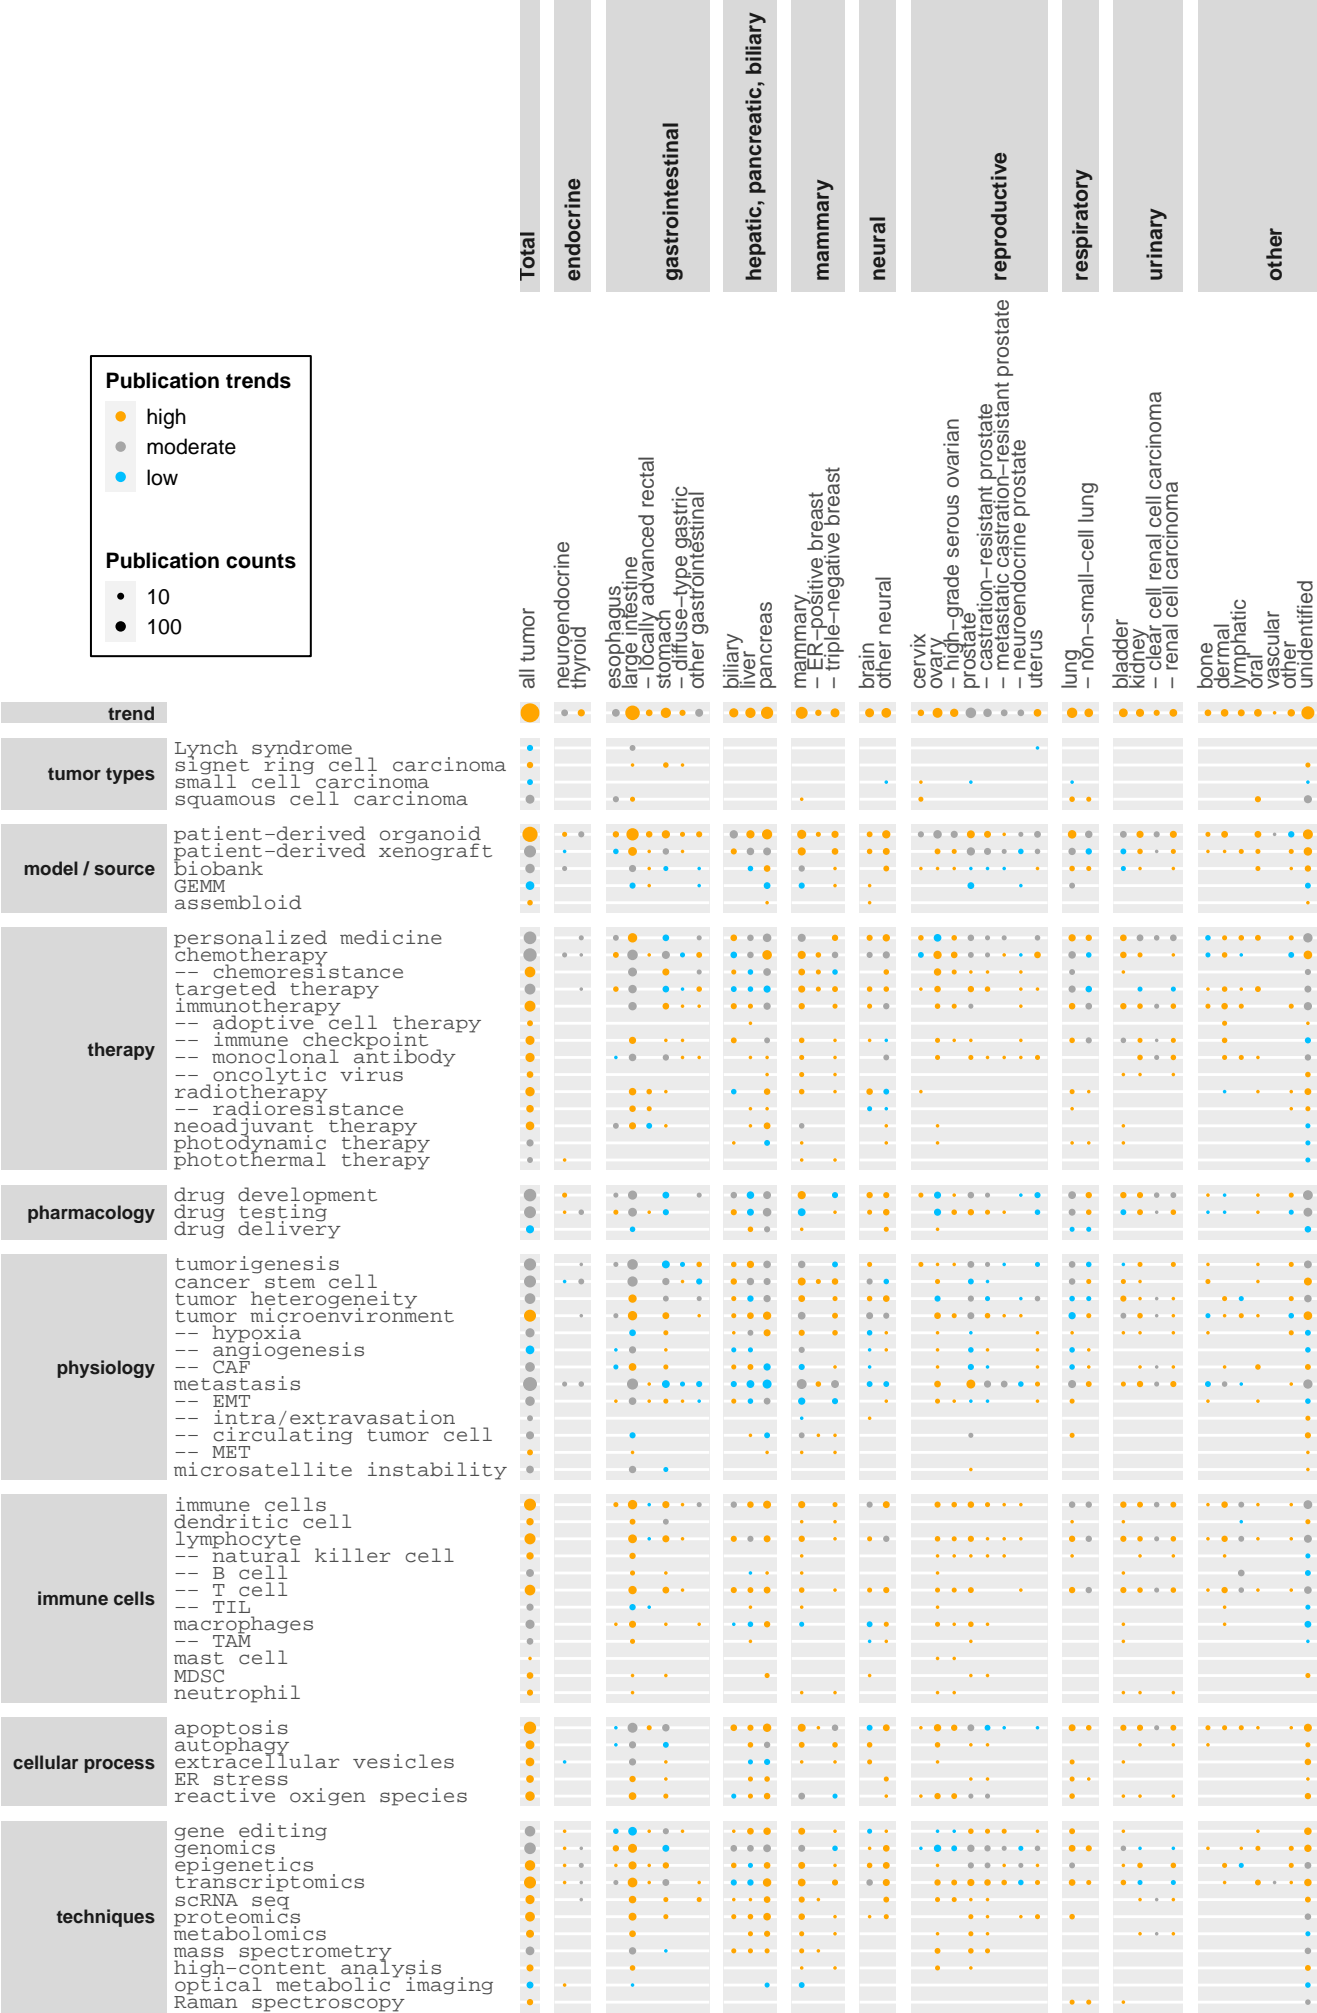 Total
endocrine
gastrointestinal
hepatic, pancreatic, biliary
mammary
neural
reproductive
respiratory
urinary
other
Publication trends
high
moderate
low
Publication counts
10
100
all tumor
neuroendocrine
thyroid
esophagus
large intestine
– locally advanced rectal
stomach
– diffuse–type gastric
other gastrointestinal
biliary
liver
pancreas
mammary
– ER–positive breast
– triple–negative breast
brain
other neural
cervix
ovary
– high–grade serous ovarian
prostate
– castration–resistant prostate
– metastatic castration–resistant prostate
– neuroendocrine prostate
uterus
lung
– non–small–cell lung
bladder
kidney
– clear cell renal cell carcinoma
– renal cell carcinoma
bone
dermal
lymphatic
oral
vascular
other
unidentified
trend
tumor types
Lynch syndrome
signet ring cell carcinoma
small cell carcinoma
squamous cell carcinoma
model / source
patient–derived organoid
patient–derived xenograft
biobank
GEMM
assembloid
therapy
personalized medicine
chemotherapy
-- chemoresistance
targeted therapy
immunotherapy
-- adoptive cell therapy
-- immune checkpoint
-- monoclonal antibody
-- oncolytic virus
radiotherapy
-- radioresistance
neoadjuvant therapy
photodynamic therapy
photothermal therapy
pharmacology
drug development
drug testing
drug delivery
physiology
tumorigenesis
cancer stem cell
tumor heterogeneity
tumor microenvironment
-- hypoxia
-- angiogenesis
-- CAF
metastasis
-- EMT
-- intra/extravasation
-- circulating tumor cell
-- MET
microsatellite instability
immune cells
immune cells
dendritic cell
lymphocyte
-- natural killer cell
-- B cell
-- T cell
-- TIL
macrophages
-- TAM
mast cell
MDSC
neutrophil
cellular process
apoptosis
autophagy
extracellular vesicles
ER stress
reactive oxigen species
techniques
gene editing
genomics
epigenetics
transcriptomics
scRNA seq
proteomics
metabolomics
mass spectrometry
high-content analysis
optical metabolic imaging
Raman spectroscopy